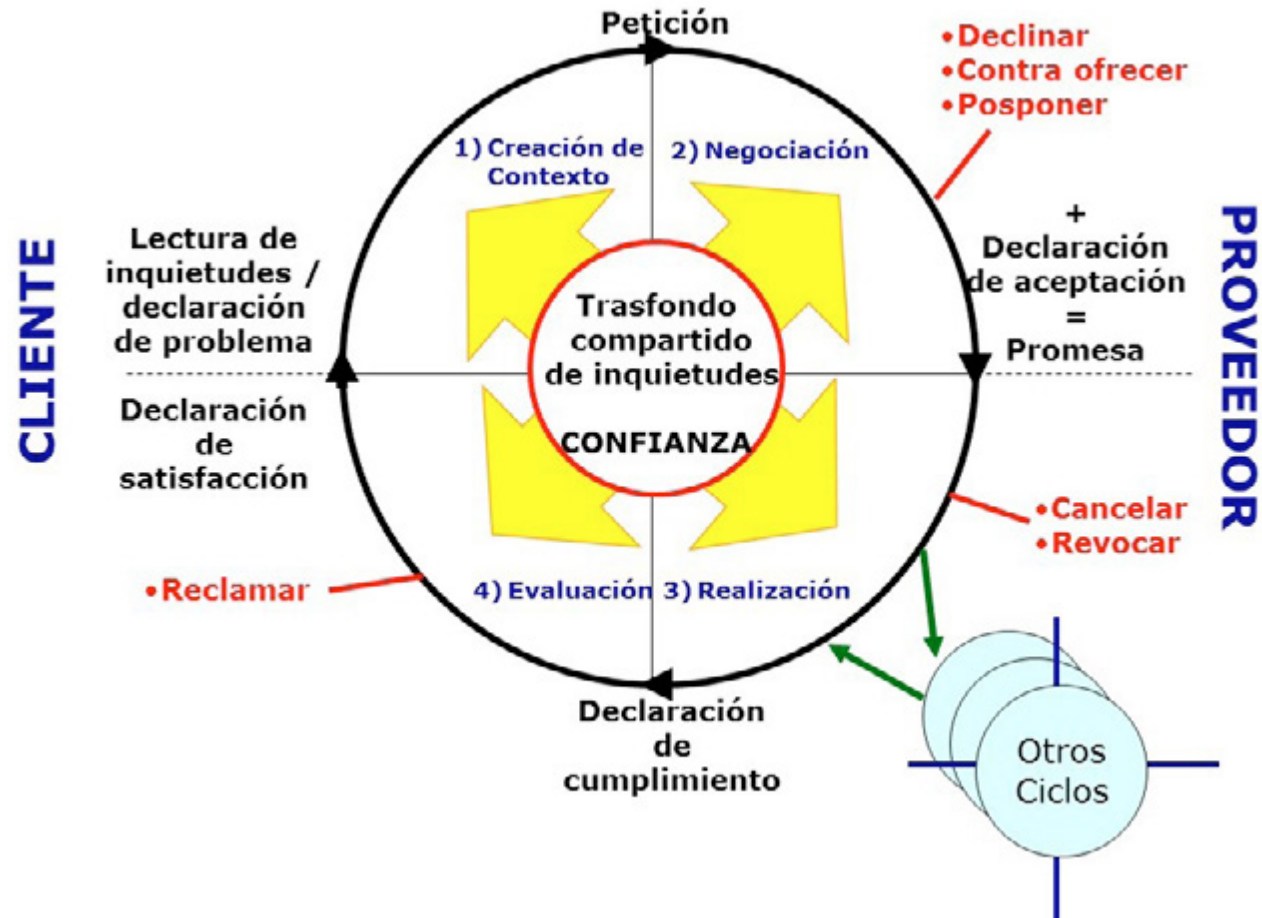 Petición
•Declinar
•Contra ofrecer
•Posponer
1) Creación de
Contexto
2) Negociación
CLIENTE
Lectura de
inquietudes /
declaración
de problema
Trasfondo
compartido
de inquietudes
CONFIANZA
+
Declaración
de aceptación
=
Promesa
PROVEEDOR
Declaración
de
satisfacción
•Cancelar
•Revocar
•Reclamar
4) Evaluación
3) Realización
Declaración
de
cumplimiento
Otros
Ciclos